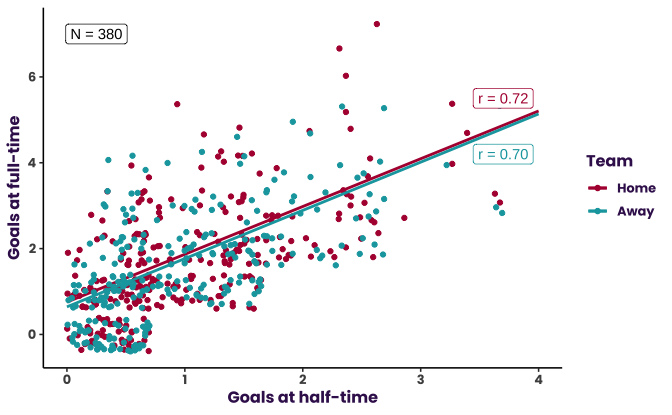 N = 380
r = 0.72
r = 0.70
Goals at full-time
6
4
2
0
0 1 2 3 4
Goals at half-time
Team
Home
Away